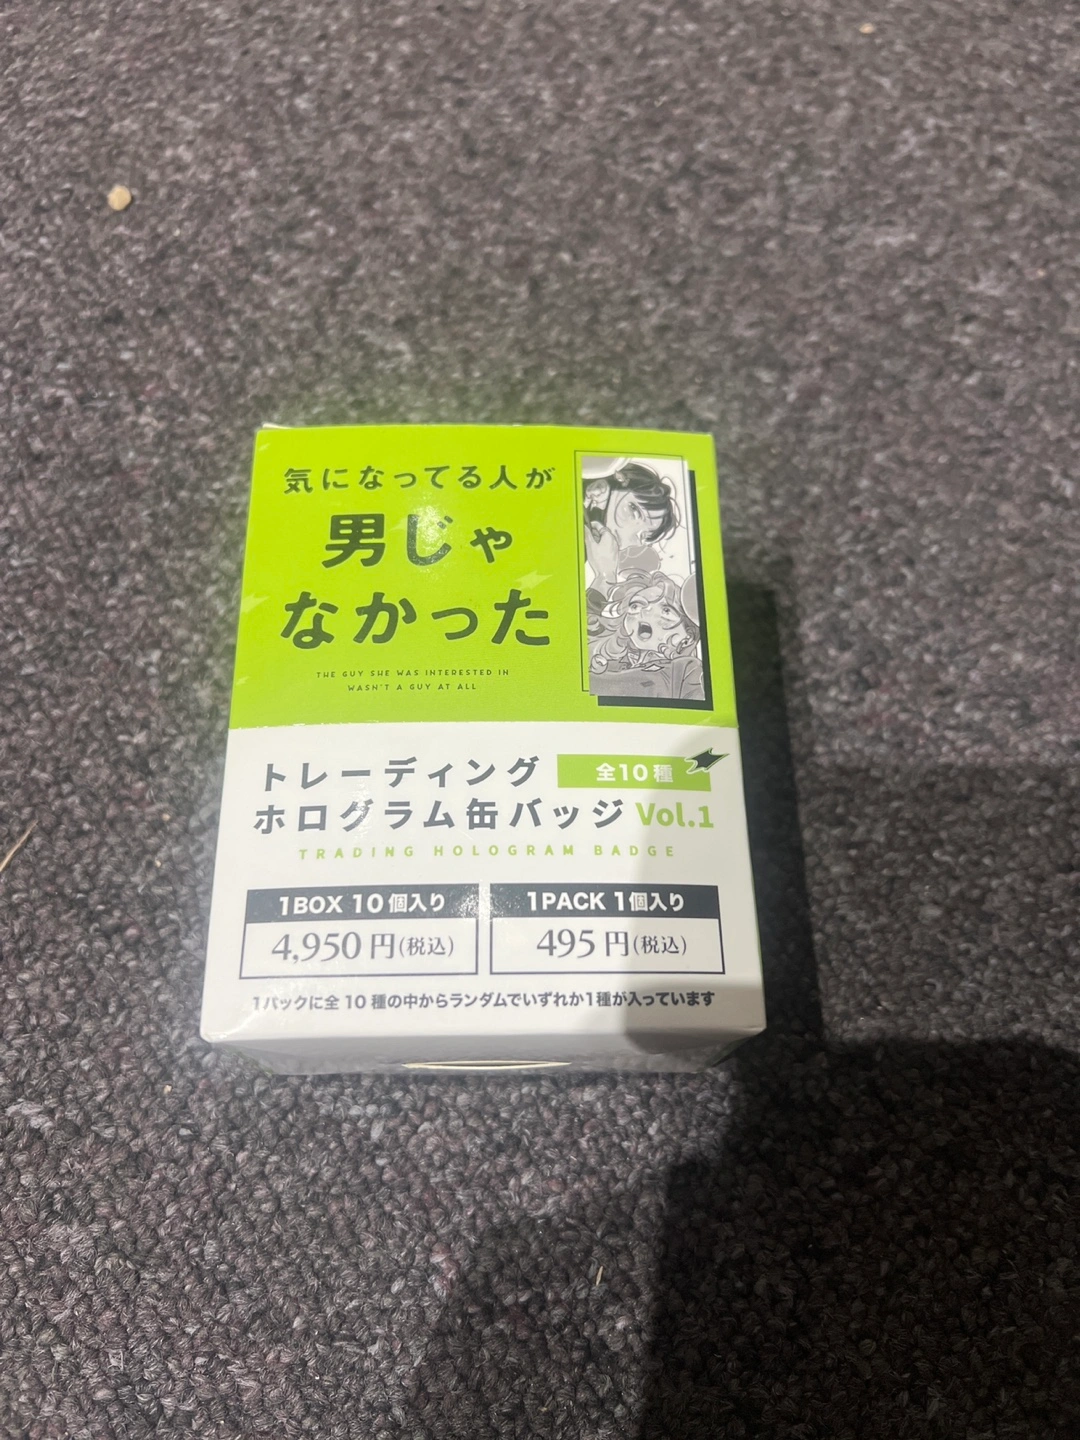 気になってる人が
男じゃ
なかった
THE GUY SHE WAS INTERESTED IN
WASN'T A GUY AT ALL
トレーディング 全10種
ホログラム缶バッジ Vol.1
TRADING HOLOGRAM BADGE
1BOX 10個入り
4,950円(税込)
1PACK 1個入り
495円(税込)
1パックに全10種の中からランダムでいずれか1種が入っています